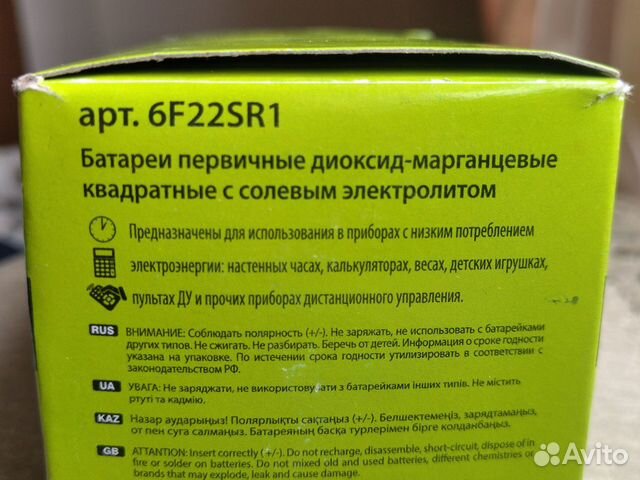 арт. 6F22SR1
Батареи первичные диоксид-марганцевые
квадратные с солевым электролитом
Предназначены для использования в приборах с низким потреблением
электроэнергии: настенных часах, калькуляторах, весах, детских игрушках,
пультах ДУ и прочих приборах дистанционного управления.
RUS ВНИМАНИЕ: Соблюдать полярность (+/-). Не заряжать, не использовать с батарейками
других типов. Не сжигать. Не разбирать. Беречь от детей. Информация о сроке годности
указана на упаковке. По истечении срока годности утилизировать в соответствии с
законодательством РФ.
UA УВАГА: Не заряджати, не використовувати з батарейками інших типів. Не містить
ртуті та кадмію.
KAZ Назар аударыңыз! Полярлықты сақтаңыз (+/-). Белшектемеңіз, зарядтамаңыз,
от пен суга салмаңыз. Батареяның басқа түрлерімен бірге колданбаңыз.
GB ATTENTION: Insert correctly (+/-). Do not recharge, disassemble, short-circuit, dispose of in
fire or solder on batteries. Do not mixed old and used batteries, different chemistries or
brands that may explode, leak and cause damage.
Avito